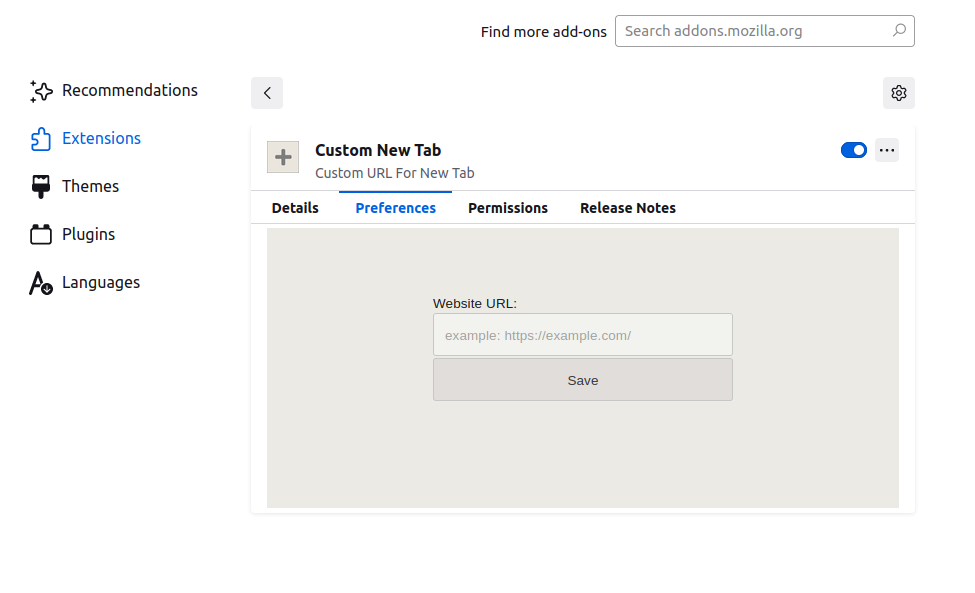 Find more add-ons
Search addons.mozilla.org
Recommendations
Extensions
Themes
Plugins
Languages
Custom New Tab
Custom URL For New Tab
Details Preferences Permissions Release Notes
Website URL:
example: https://example.com/
Save